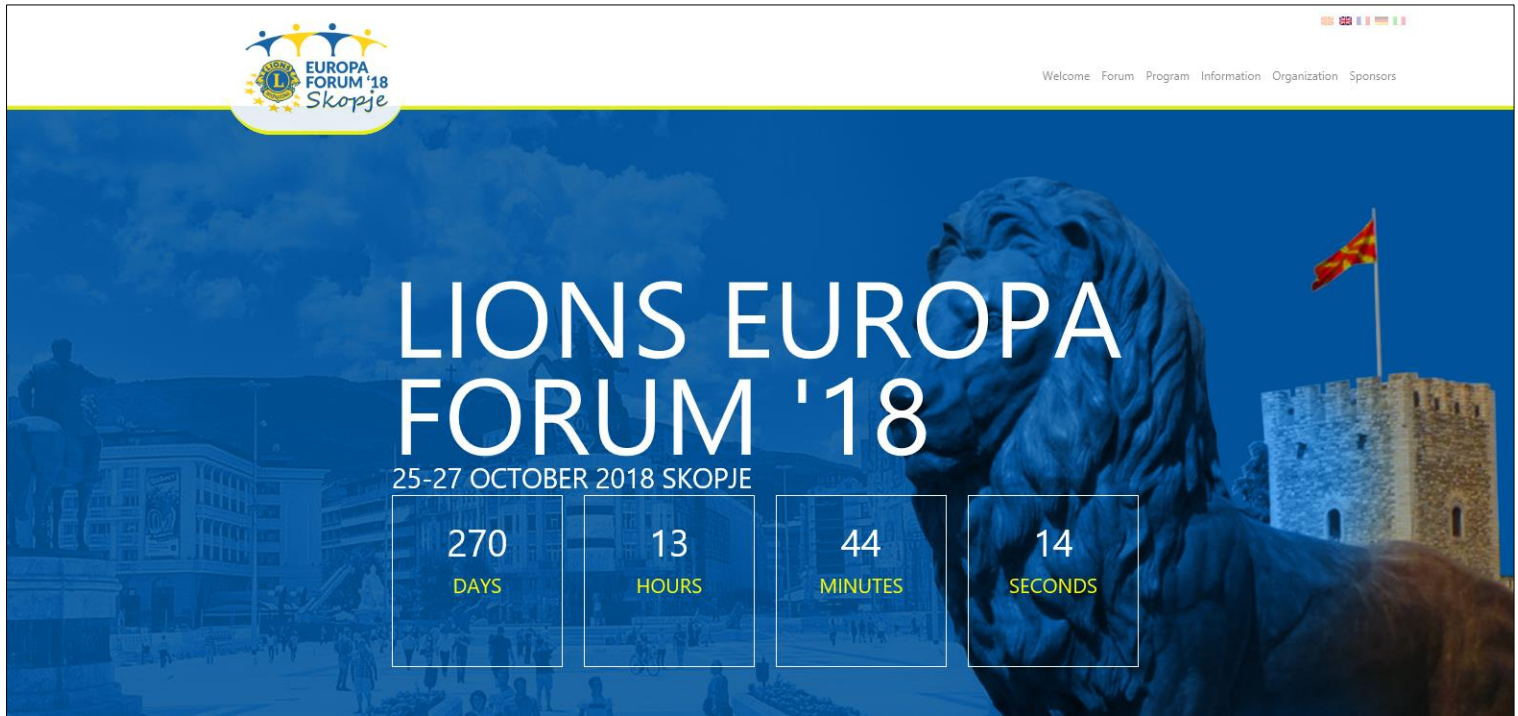 LIONS
L
EUROPA
FORUM '18
Skopje
Welcome Forum Program Information Organization Sponsors
LIONS EUROPA
FORUM '18
25-27 OCTOBER 2018 SKOPJE
270 13 44 14
DAYS HOURS MINUTES SECONDS